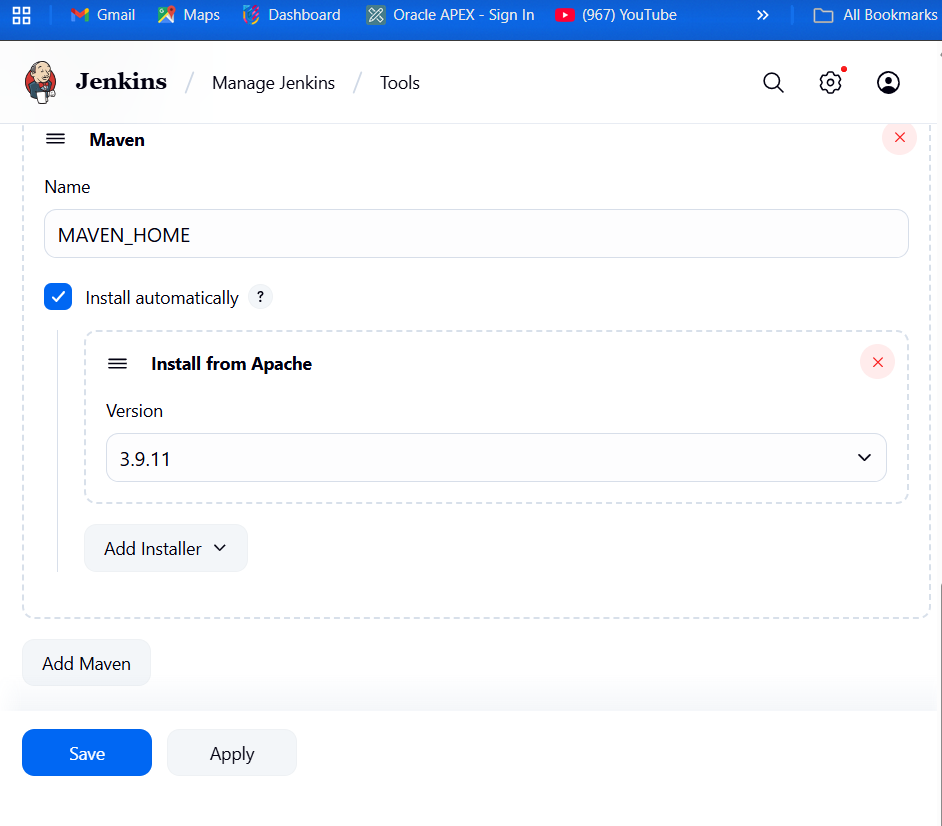 Gmail Maps Dashboard Oracle APEX - Sign In (967) YouTube » All Bookmarks
Jenkins / Manage Jenkins / Tools
Maven
Name
MAVEN_HOME
Install automatically ?
Install from Apache
Version
3.9.11
Add Installer
Add Maven
Save Apply